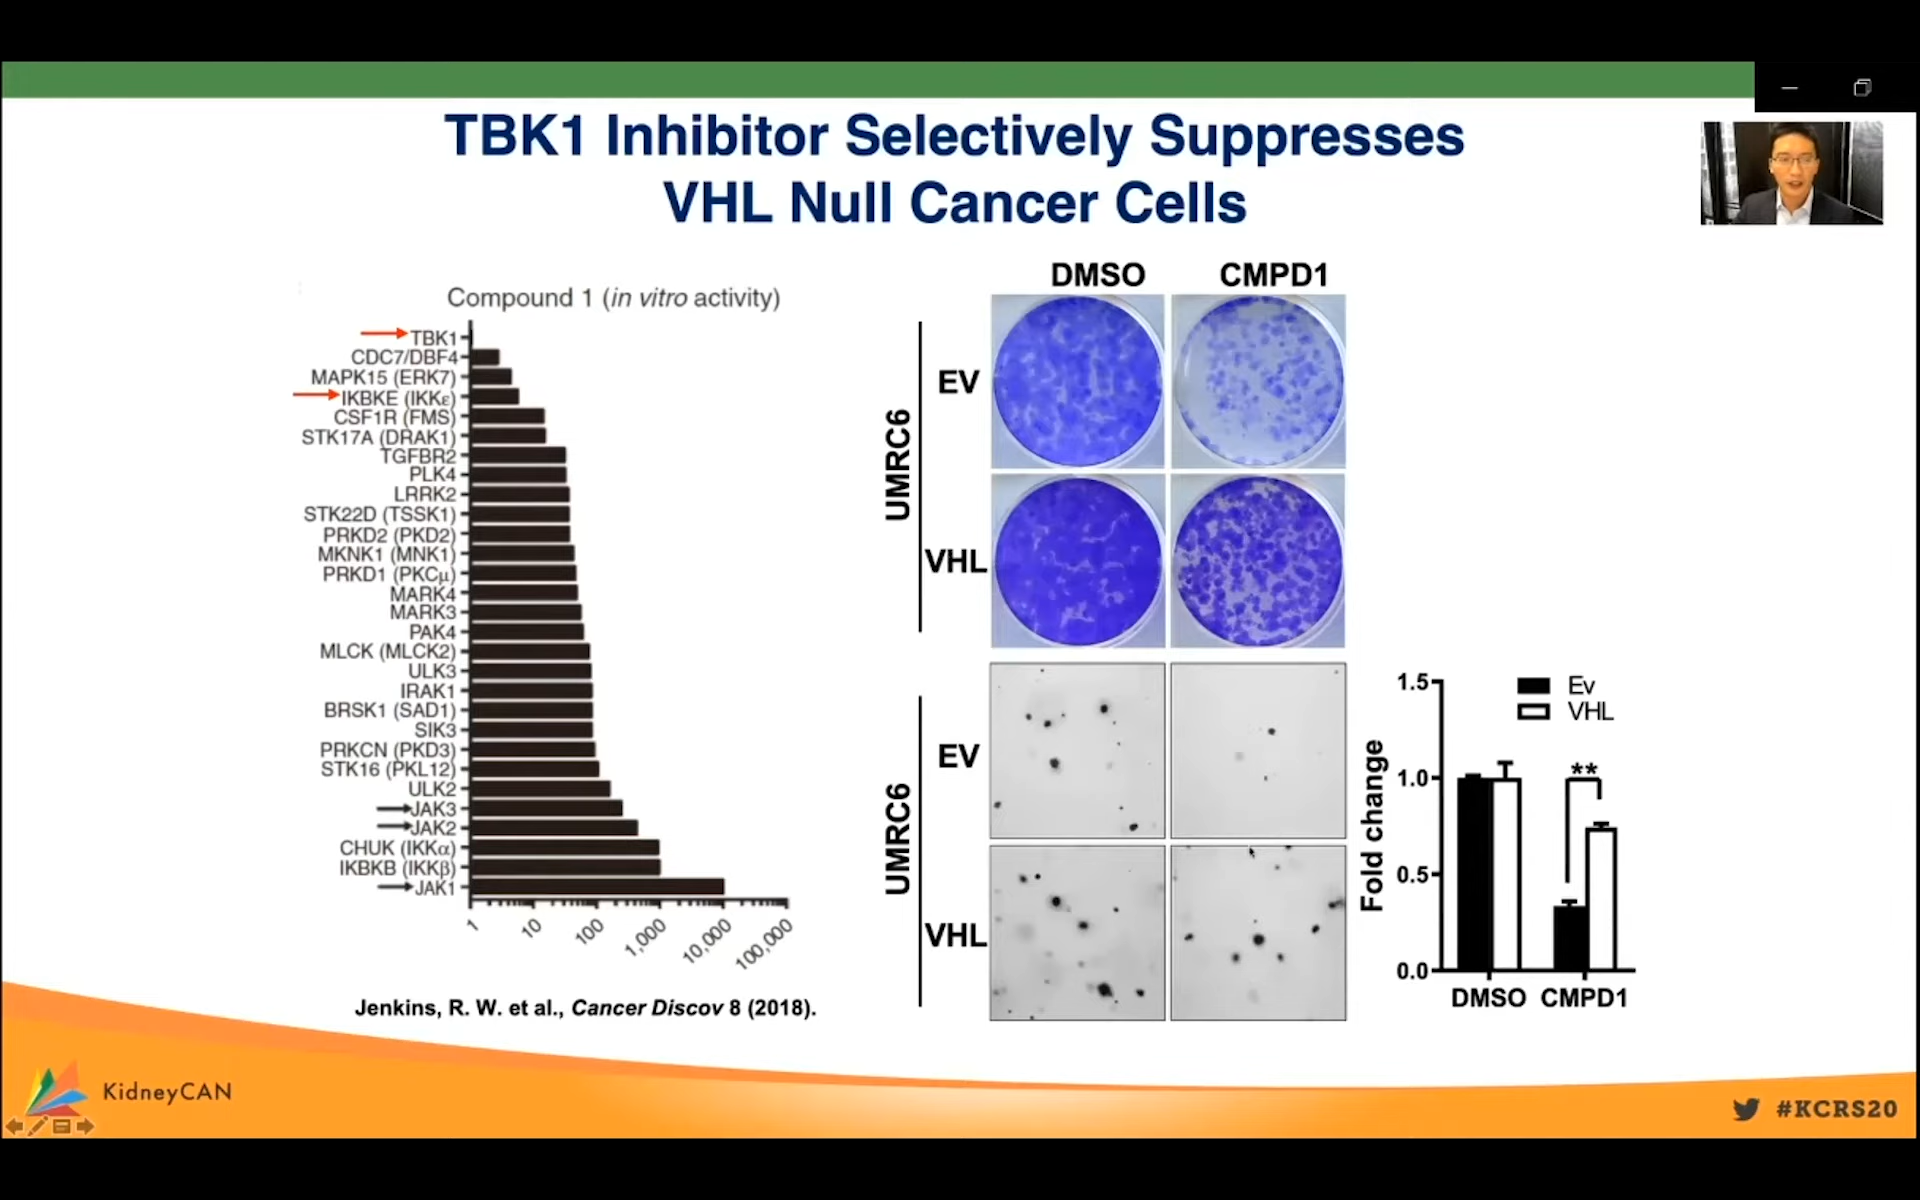 TBK1 Inhibitor Selectively Suppresses
VHL Null Cancer Cells
Compound 1 (in vitro activity)
TBK1
CDC7/DBF4
MAPK15 (ERK7)
IKBKE (IKKε)
CSF1R (FMS)
STK17A (DRAK1)
TGFBR2
PLK4
LRRK2
STK22D (TSSK1)
PRKD2 (PKD2)
MKNK1 (MNK1)
PRKD1 (PKCμ)
MARK4
MARK3
PAK4
MLCK (MLCK2)
ULK3
IRAK1
BRSK1 (SAD1)
SIK3
PRKCN (PKD3)
STK16 (PKL12)
ULK2
JAK3
JAK2
CHUK (IKKα)
IKBKB (IKKβ)
JAK1
1
10
100
1,000
10,000
100,000
Jenkins, R. W. et al., Cancer Discov 8 (2018).
DMSO CMPD1
UMRC6
EV
VHL
UMRC6
EV
VHL
Fold change
1.5
1.0
0.5
0.0
Ev
VHL
**
DMSO CMPD1
KidneyCAN
#KCRS20